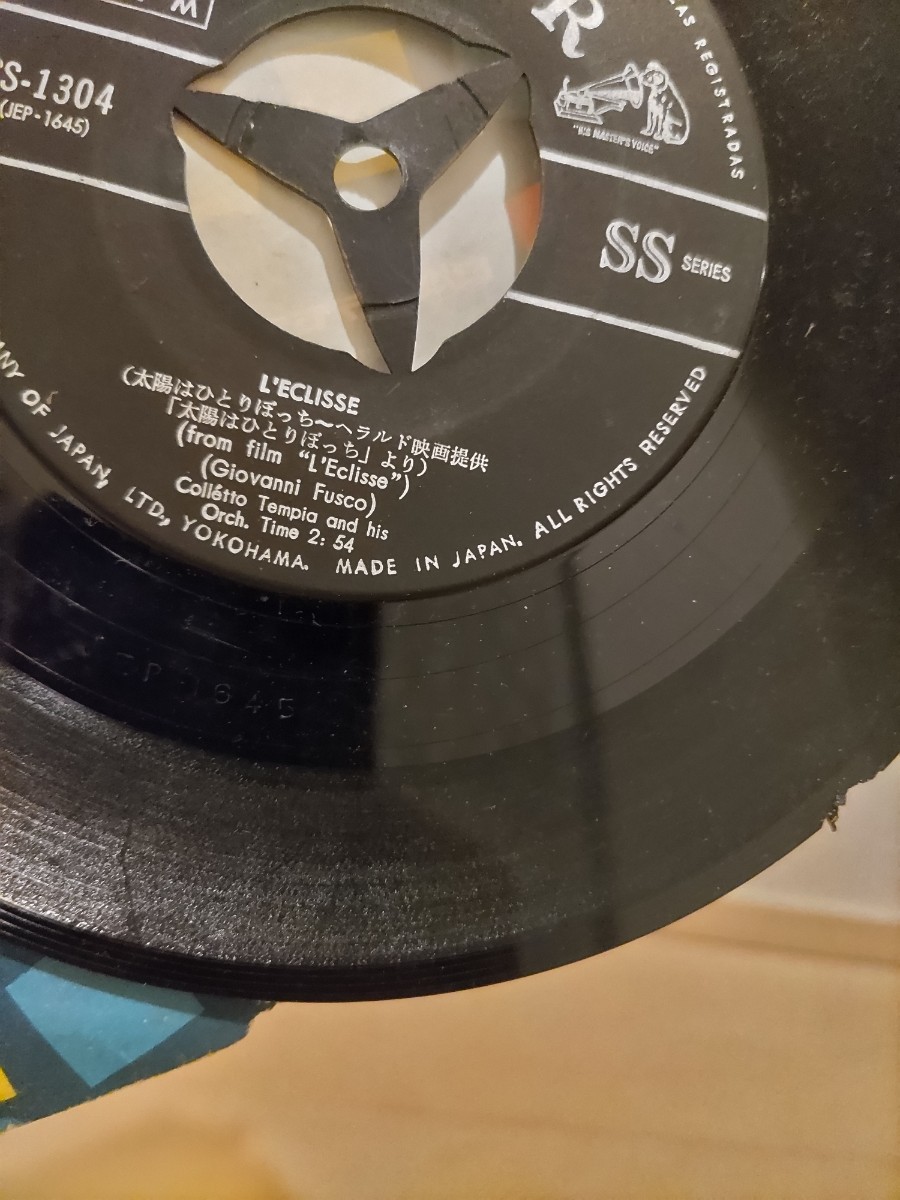 S-1304
(JEP-1645)
R
"HIS MASTER'S VOICE"
REGISTRADAS
SS SERIES
L'ECLISSE
(太陽はひとりぼっち〜ヘラルド映画提供
「太陽はひとりぼっち」より)
(from film "L'Eclisse")
(Giovanni Fusco)
Collétto Tempia and his
Orch. Time 2: 54
OF JAPAN, LTD., YOKOHAMA. MADE IN JAPAN. ALL RIGHTS RESERVED
P 1645